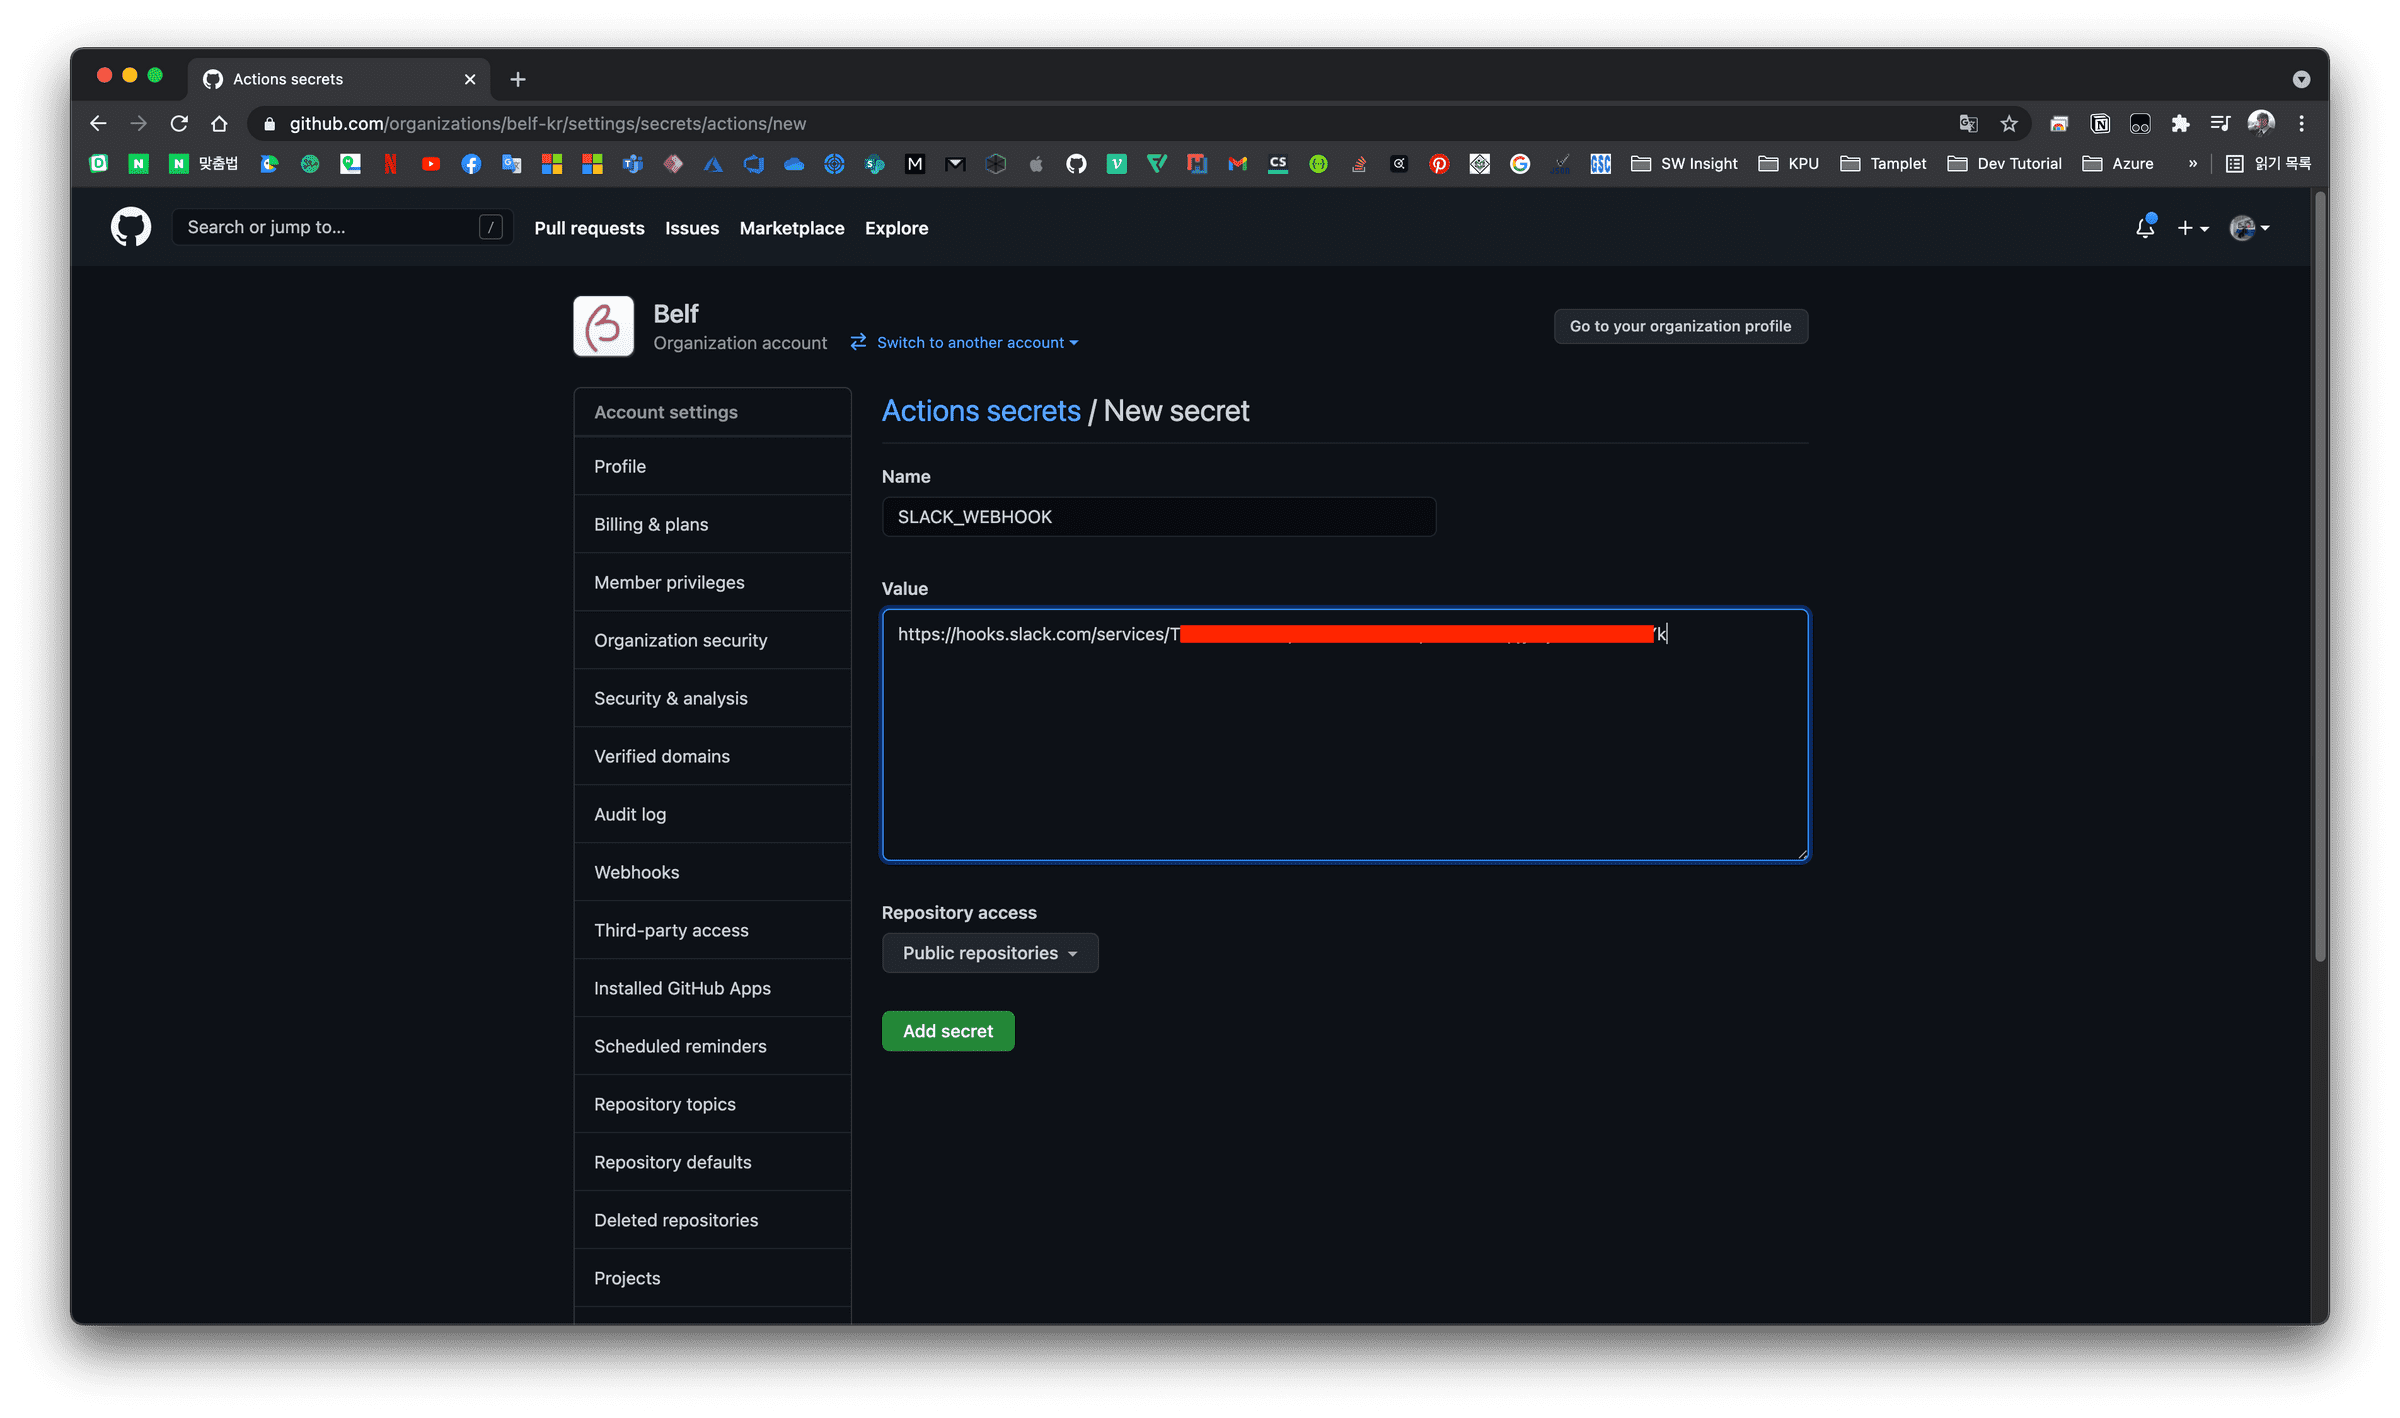 Actions secrets
github.com/organizations/belf-kr/settings/secrets/actions/new
맞춤법
M
CS
GSC
SW Insight
KPU
Tamplet
Dev Tutorial
Azure
»
읽기 목록
Search or jump to...
/
Pull requests
Issues
Marketplace
Explore
Belf
Organization account
Switch to another account
Go to your organization profile
Account settings
Profile
Billing & plans
Member privileges
Organization security
Security & analysis
Verified domains
Audit log
Webhooks
Third-party access
Installed GitHub Apps
Scheduled reminders
Repository topics
Repository defaults
Deleted repositories
Projects
Actions secrets / New secret
Name
SLACK_WEBHOOK
Value
https://hooks.slack.com/services/T
k
Repository access
Public repositories
Add secret